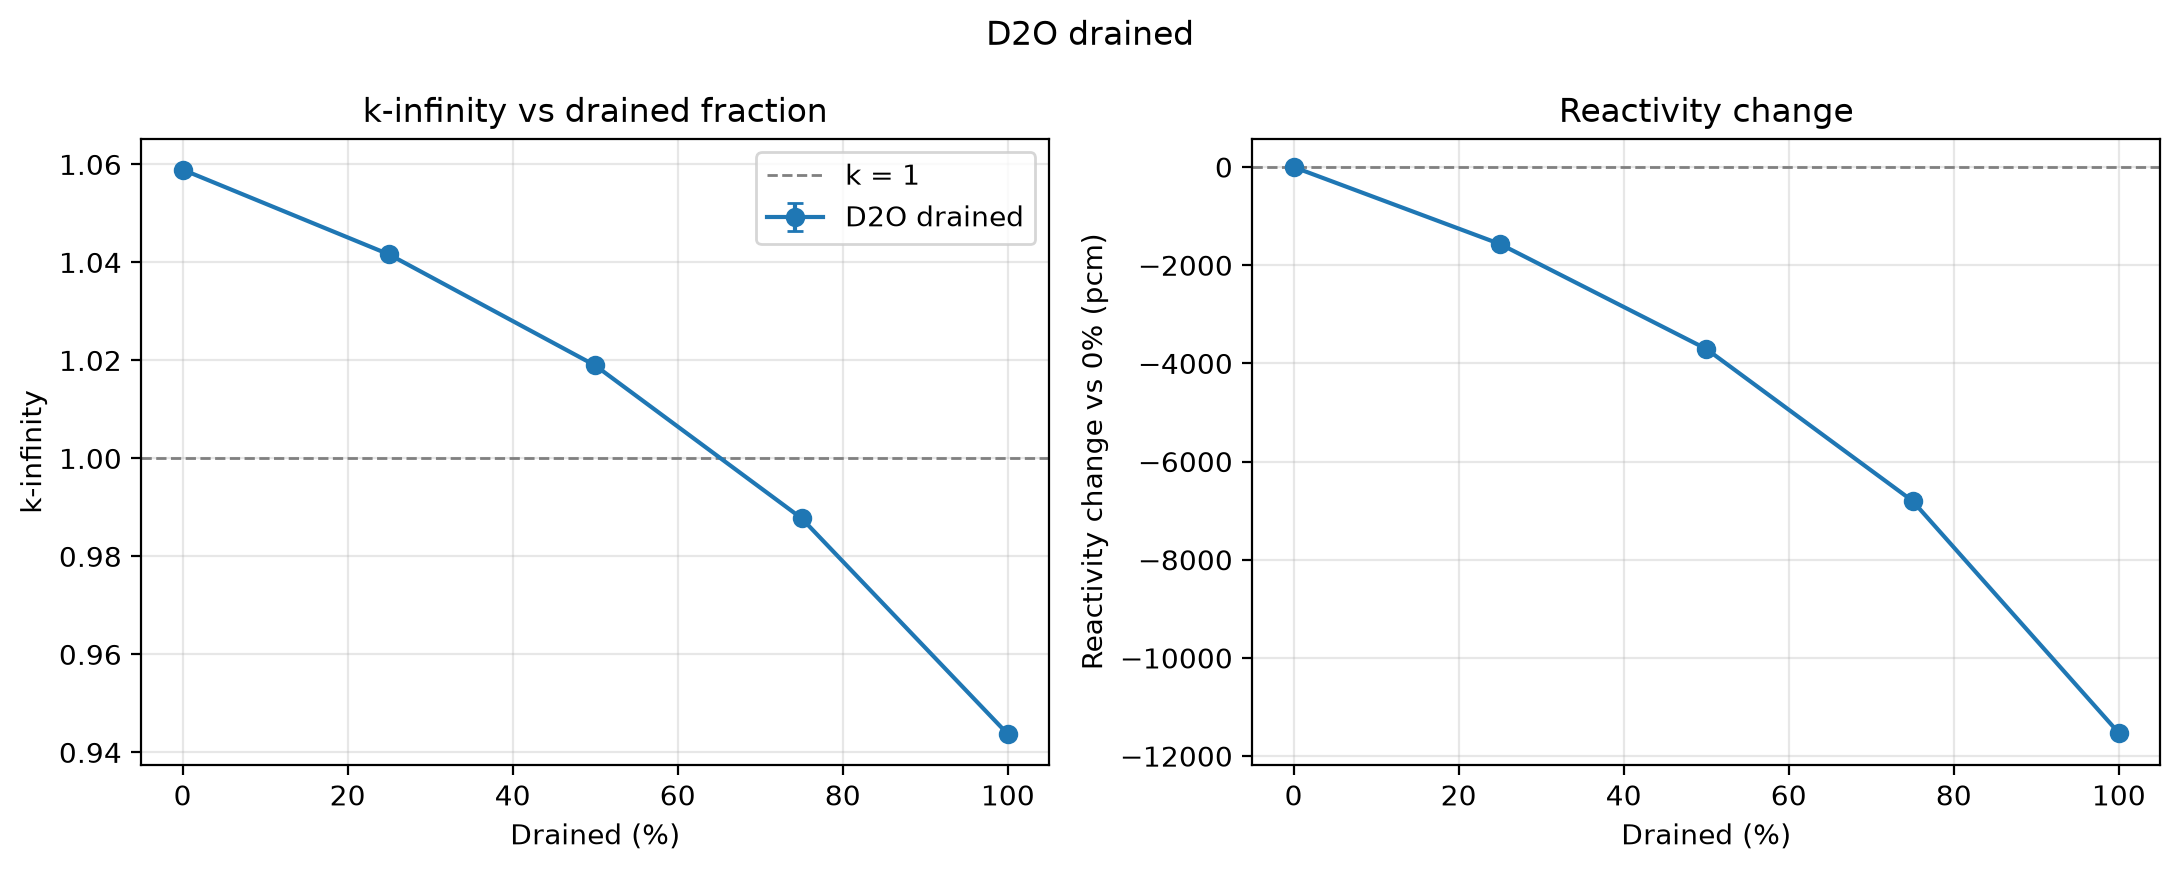 D2O drained
k-infinity vs drained fraction
k-infinity
1.06
1.04
1.02
1.00
0.98
0.96
0.94
k = 1
D2O drained
0 20 40 60 80 100
Drained (%)
Reactivity change
Reactivity change vs 0% (pcm)
0
−2000
−4000
−6000
−8000
−10000
−12000
0 20 40 60 80 100
Drained (%)